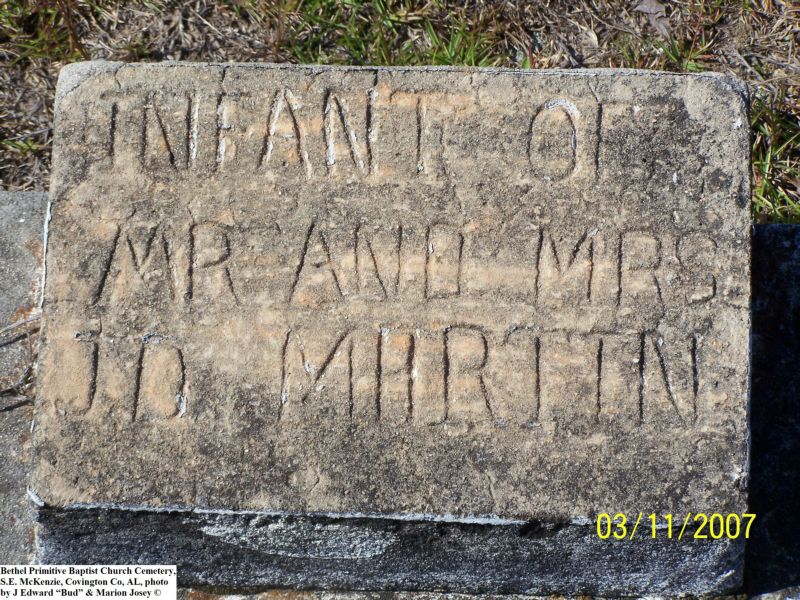 INFANT OF
MR AND MRS
JD MARTIN
03/11/2007
Bethel Primitive Baptist Church Cemetery,
S.E. McKenzie, Covington Co, AL, photo
by J Edward “Bud” & Marion Josey ©